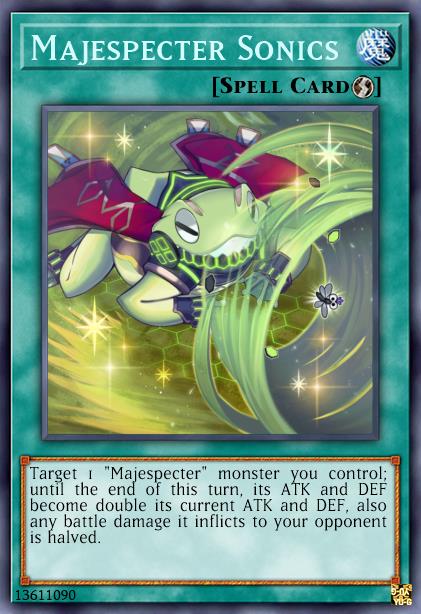 Majespecter Sonics
[Spell Card]
Target 1 "Majespecter" monster you control;
until the end of this turn, its ATK and DEF
become double its current ATK and DEF, also
any battle damage it inflicts to your opponent
is halved.
13611090